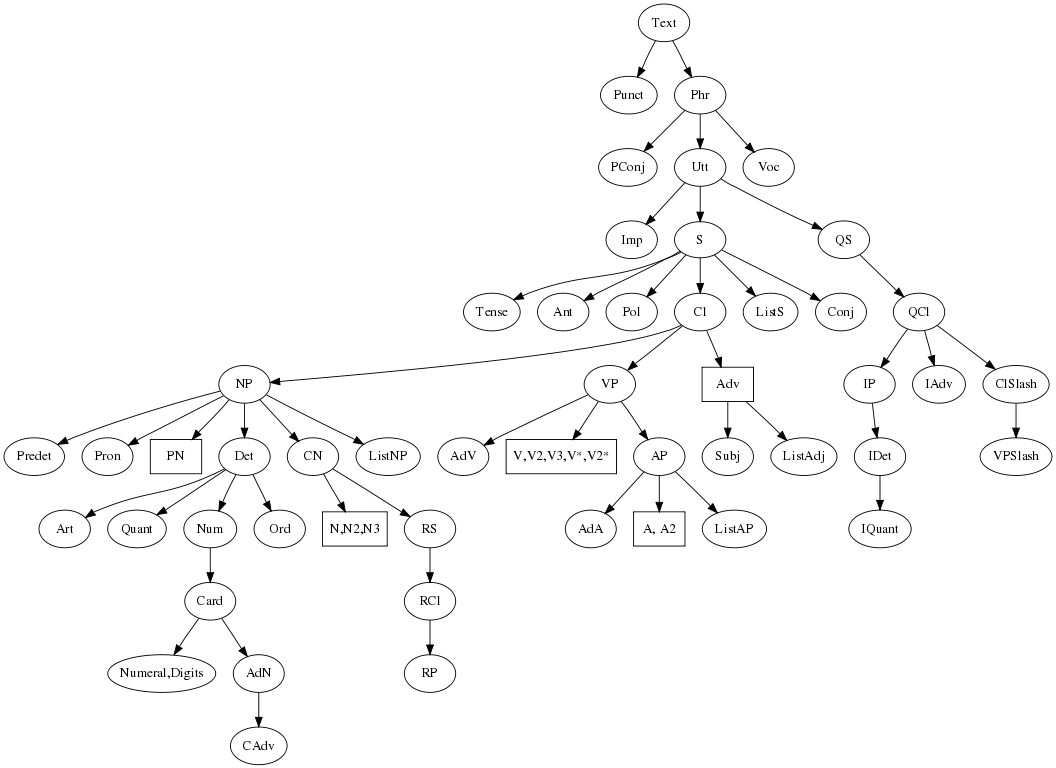 Text
Punct
Phr
PConj
Utt
Voc
Imp
S
QS
Tense
Ant
Pol
Cl
ListS
Conj
QCl
NP
VP
Adv
IP
IAdv
ClSlash
Predet
Pron
PN
Det
CN
ListNP
AdV
V,V2,V3,V*,V2*
AP
Subj
ListAdj
IDet
VPSlash
Art
Quant
Num
Ord
N,N2,N3
RS
AdA
A, A2
ListAP
IQuant
Card
RCl
Numeral,Digits
AdN
RP
CAdv